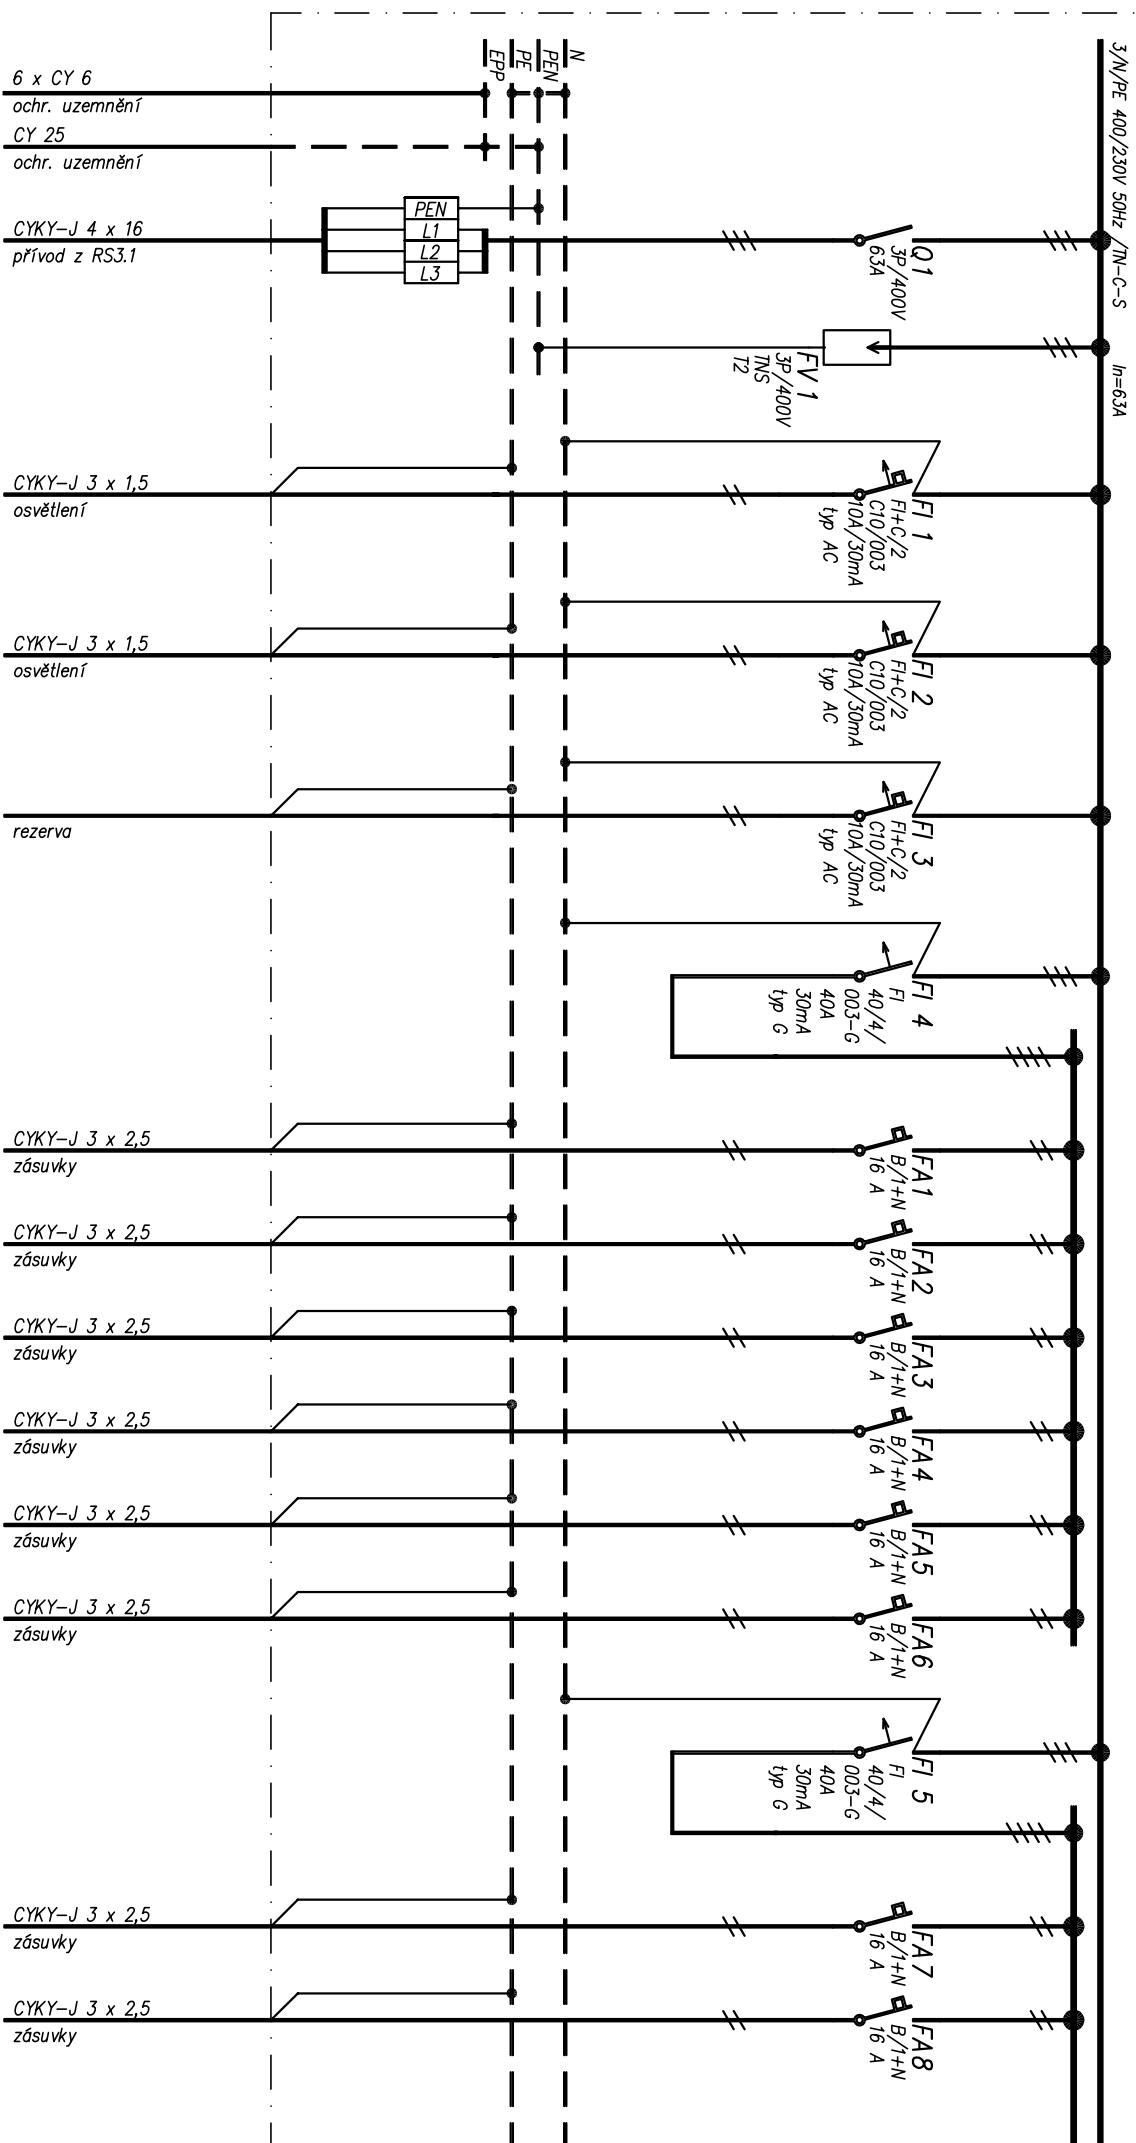 3/N/PE 400/230V 50Hz /TN-C-S In=63A
N
PEN
PE
EPP
6 x CY 6
ochr. uzemnění
CY 25
ochr. uzemnění
CYKY-J 4 x 16
přívod z RS3.1
PEN
L1
L2
L3
Q1
3P/400V
63A
FV1
3P/400V
TNS
T2
CYKY-J 3 x 1,5
osvětlení
FI 1
FI+C/2
C10/003
10A/30mA
typ AC
CYKY-J 3 x 1,5
osvětlení
FI 2
FI+C/2
C10/003
10A/30mA
typ AC
rezerva
FI 3
FI+C/2
C10/003
10A/30mA
typ AC
FI 4
FI
40/4/
003-G
40A
30mA
typ G
CYKY-J 3 x 2,5
zásuvky
FA1
B/1+N
16 A
CYKY-J 3 x 2,5
zásuvky
FA2
B/1+N
16 A
CYKY-J 3 x 2,5
zásuvky
FA3
B/1+N
16 A
CYKY-J 3 x 2,5
zásuvky
FA4
B/1+N
16 A
CYKY-J 3 x 2,5
zásuvky
FA5
B/1+N
16 A
CYKY-J 3 x 2,5
zásuvky
FA6
B/1+N
16 A
FI 5
FI
40/4/
003-G
40A
30mA
typ G
CYKY-J 3 x 2,5
zásuvky
FA7
B/1+N
16 A
CYKY-J 3 x 2,5
zásuvky
FA8
B/1+N
16 A